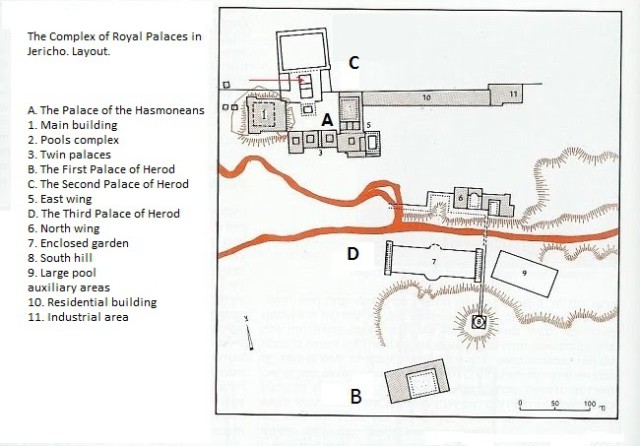 The Complex of Royal Palaces in
Jericho. Layout.
A. The Palace of the Hasmoneans
1. Main building
2. Pools complex
3. Twin palaces
B. The First Palace of Herod
C. The Second Palace of Herod
5. East wing
D. The Third Palace of Herod
6. North wing
7. Enclosed garden
8. South hill
9. Large pool
auxiliary areas
10. Residential building
11. Industrial area
C
11
10
1
A
5
3
6
D
7
9
8
B
0 50 100 m